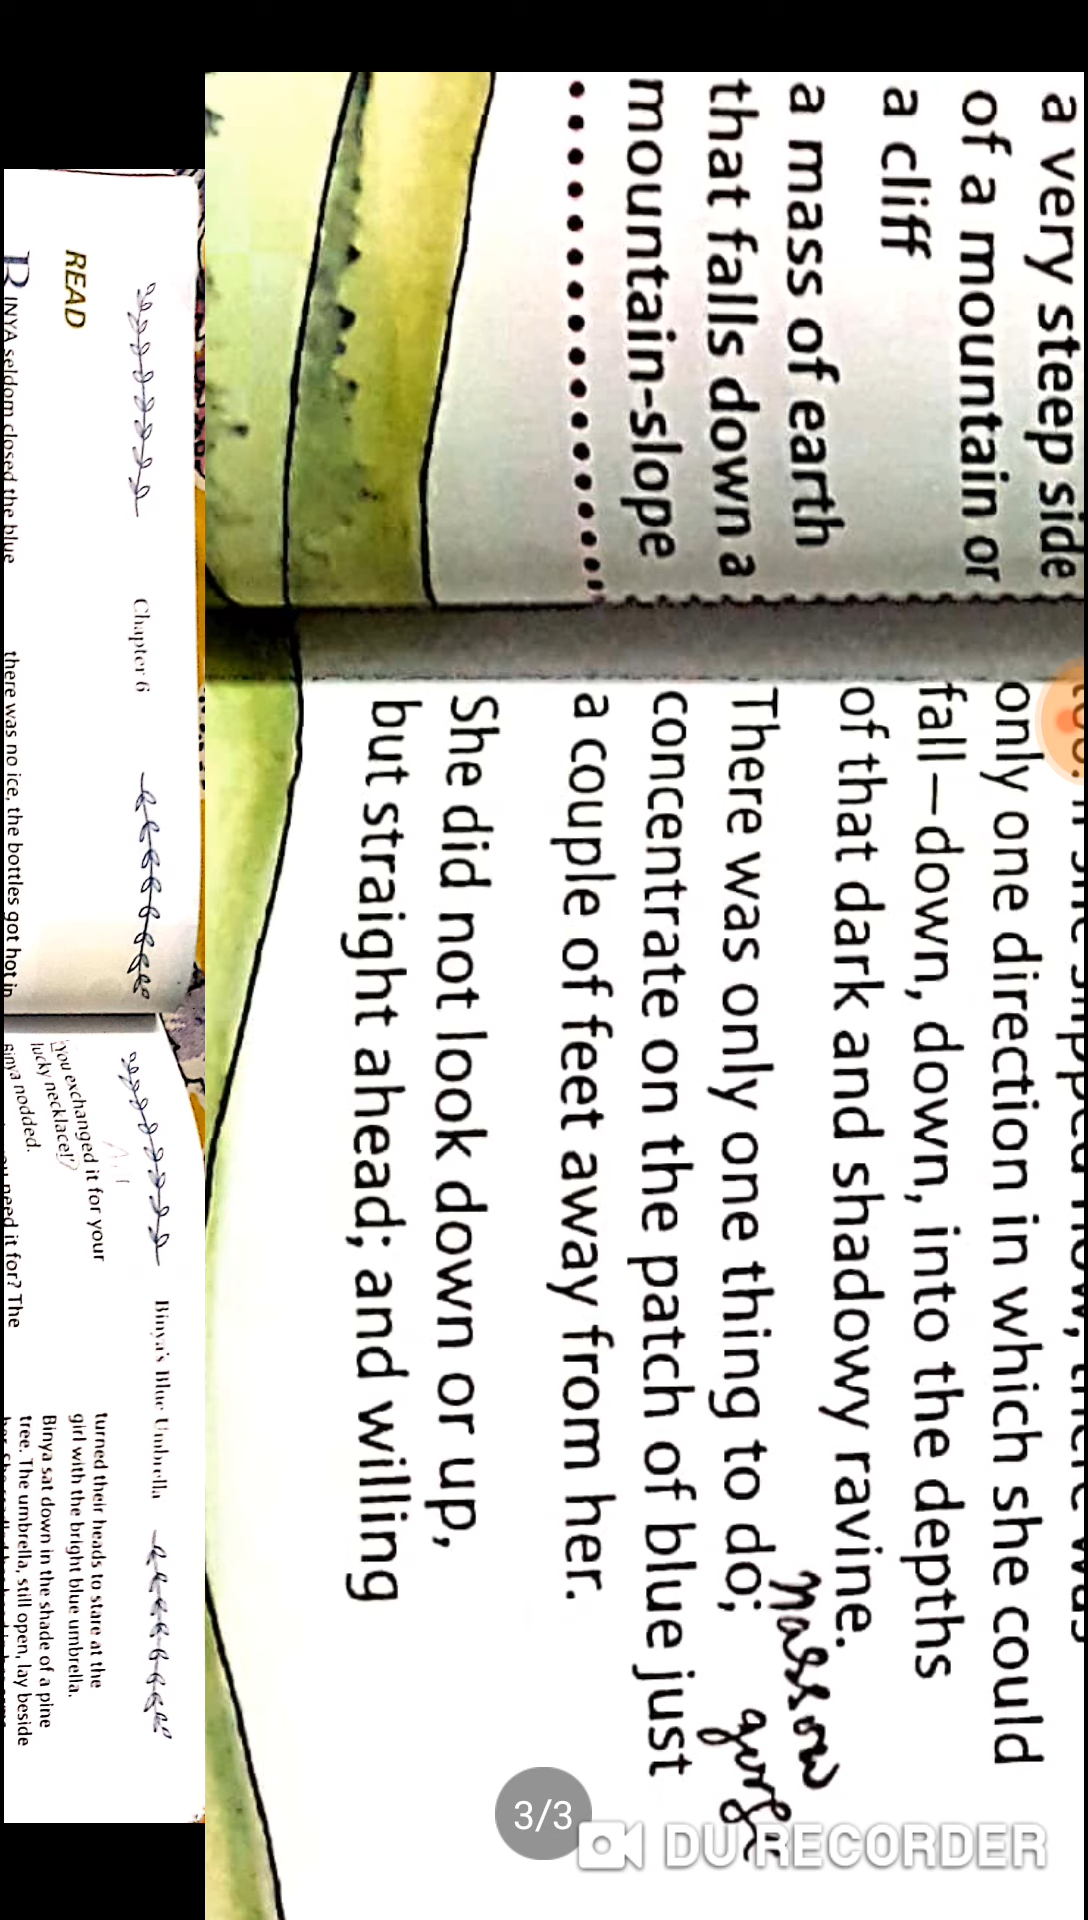 a very steep side
of a mountain or
a cliff
a mass of earth
that falls down a
mountain-slope
only one direction in which she could
fall—down, down, into the depths
of that dark and shadowy ravine.
There was only one thing to do;
concentrate on the patch of blue just
a couple of feet away from her.
She did not look down or up,
but straight ahead; and willing
narrow
gorge
Chapter 6
READ
BINYA seldom closed the blue
there was no ice, the bottles got hot in
Binya's Blue Umbrella
'You exchanged it for your
lucky necklace!'
Binya nodded.
need it for? The
turned their heads to stare at the
girl with the bright blue umbrella.
Binya sat down in the shade of a pine
tree. The umbrella, still open, lay beside
3/3
DU RECORDER